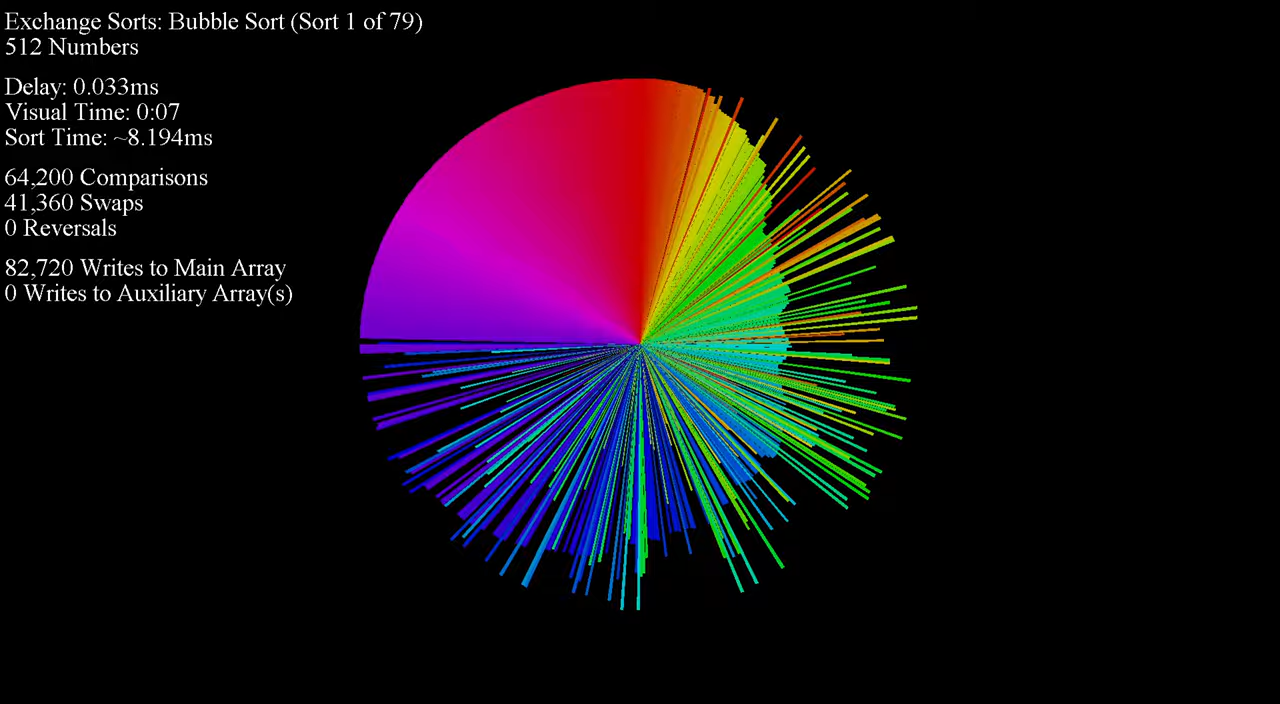 Exchange Sorts: Bubble Sort (Sort 1 of 79)
512 Numbers
Delay: 0.033ms
Visual Time: 0:07
Sort Time: ~8.194ms
64,200 Comparisons
41,360 Swaps
0 Reversals
82,720 Writes to Main Array
0 Writes to Auxiliary Array(s)